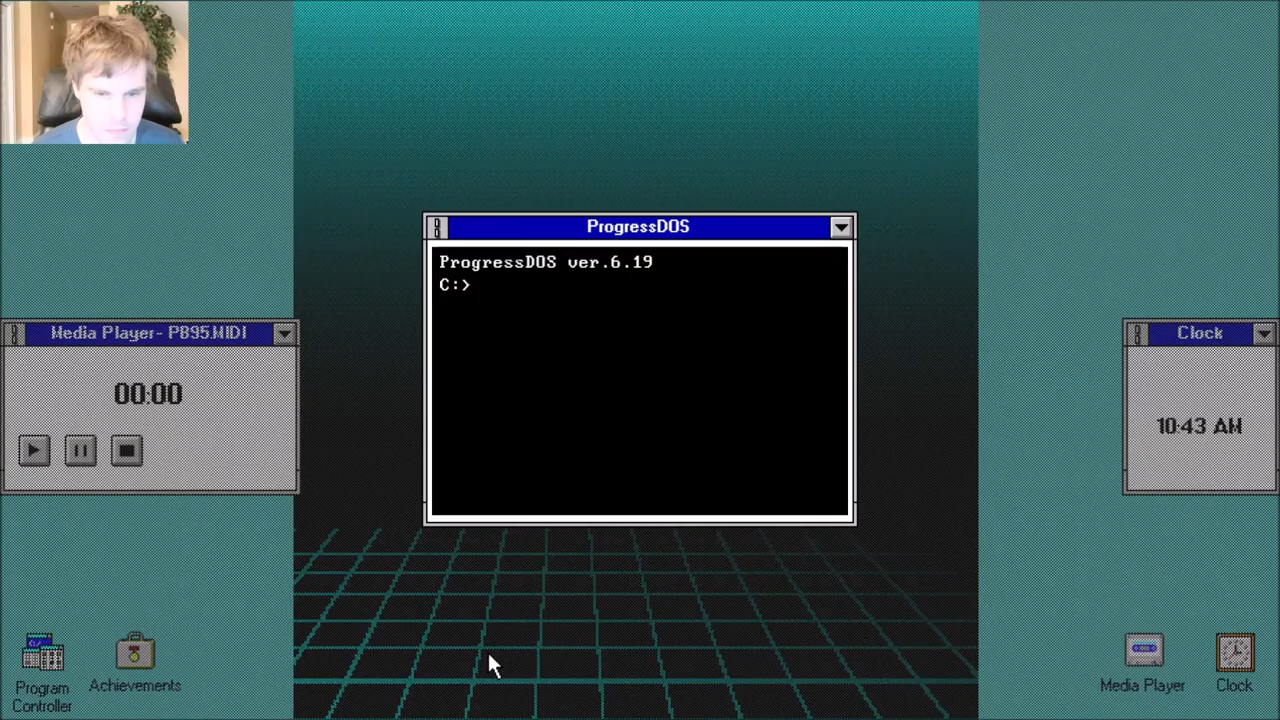 ProgressDOS
ProgressDOS ver.6.19
C:>
Media Player- PB95.MIDI
00:00
Clock
10:43 AM
Program
Controller
Achievements
Media Player
Clock